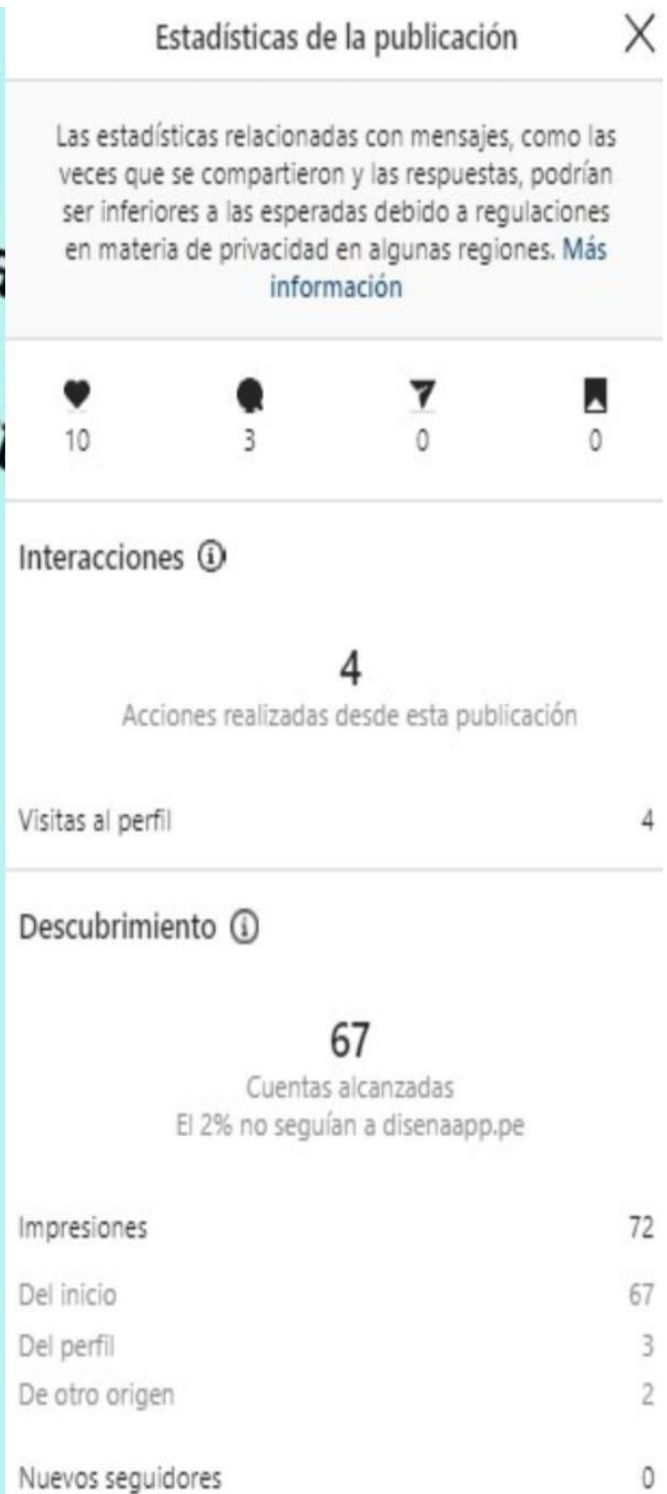 Estadísticas de la publicación
Las estadísticas relacionadas con mensajes, como las
veces que se compartieron y las respuestas, podrían
ser inferiores a las esperadas debido a regulaciones
en materia de privacidad en algunas regiones. Más
información
10 3 0 0
Interacciones
4
Acciones realizadas desde esta publicación
Visitas al perfil 4
Descubrimiento
67
Cuentas alcanzadas
El 2% no seguían a disenaapp.pe
Impresiones 72
Del inicio 67
Del perfil 3
De otro origen 2
Nuevos seguidores 0